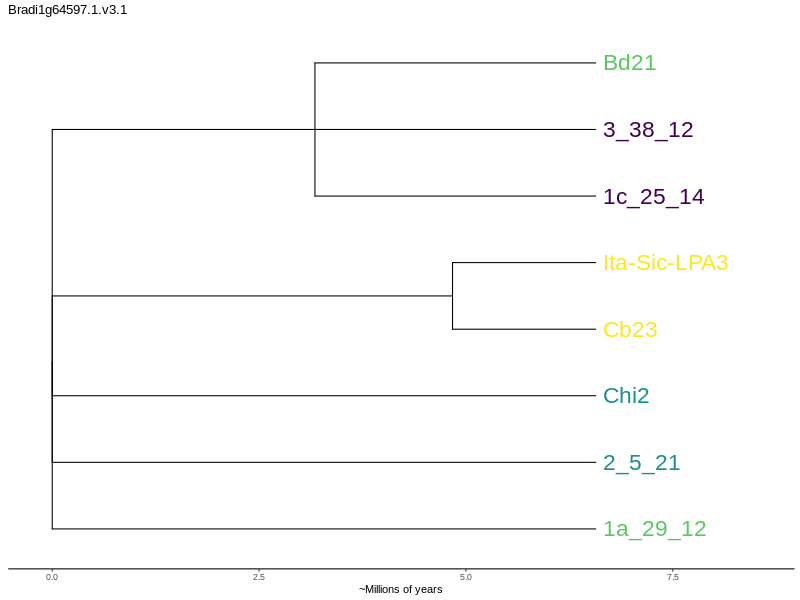 Bradi1g64597.1.v3.1
Bd21
3_38_12
1c_25_14
Ita-Sic-LPA3
Cb23
Chi2
2_5_21
1a_29_12
0.0 2.5 5.0 7.5
~Millions of years